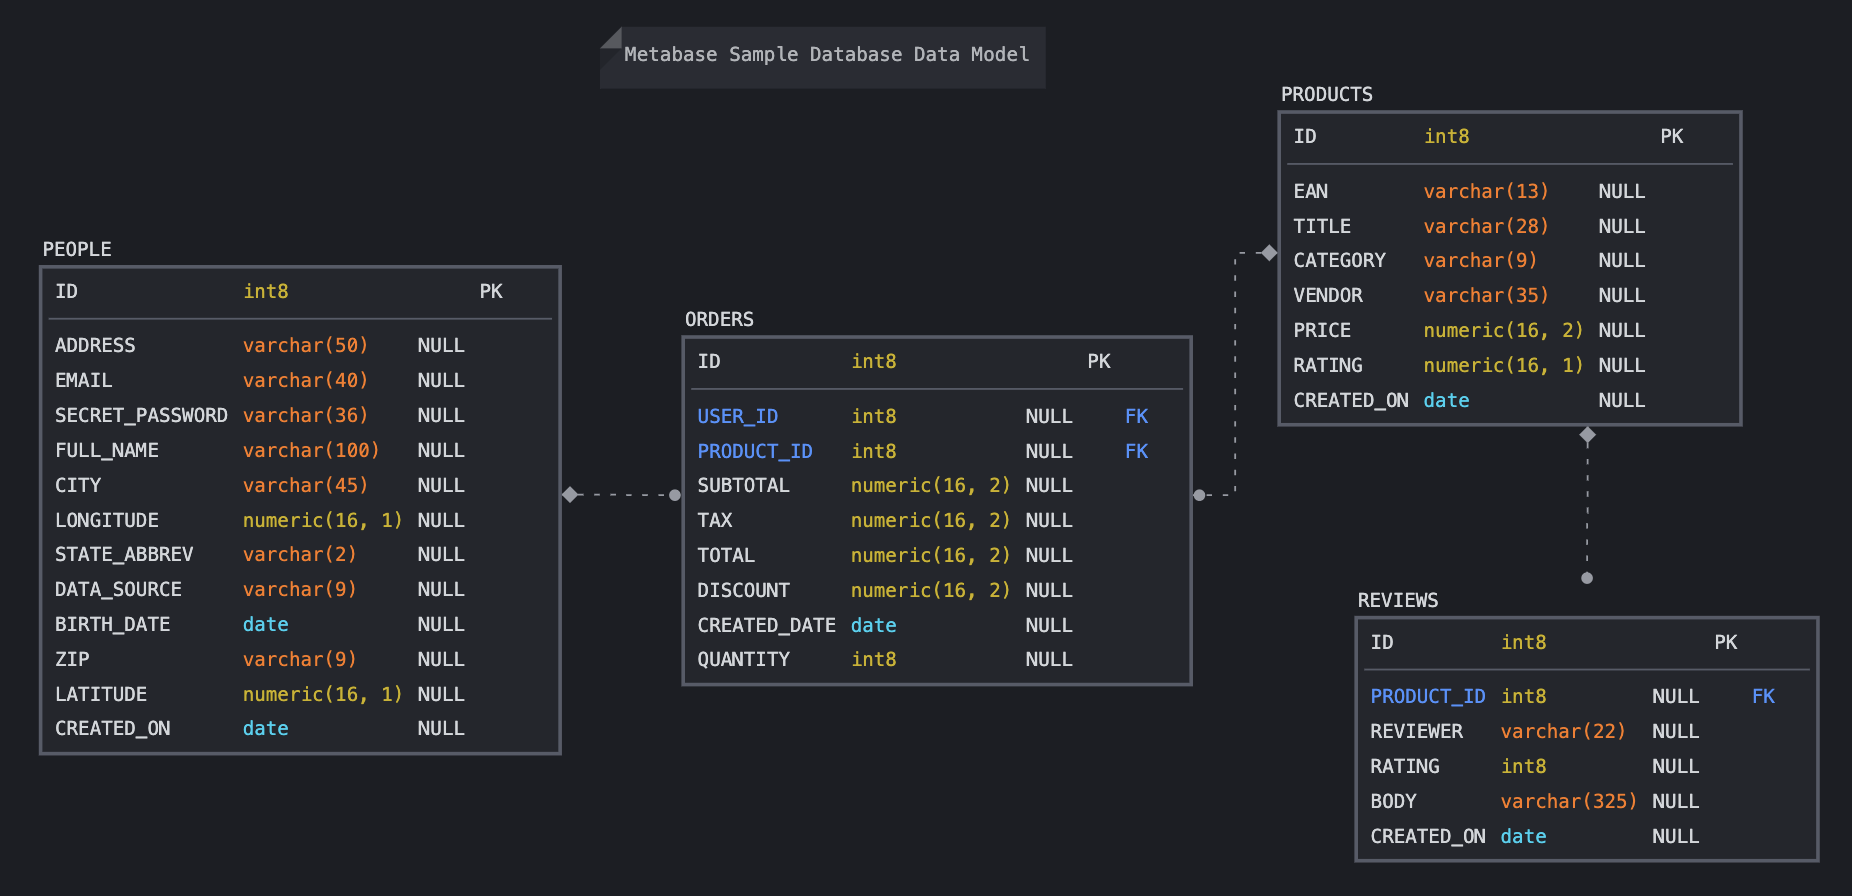 Metabase Sample Database Data Model
PEOPLE
ID int8 PK
ADDRESS varchar(50) NULL
EMAIL varchar(40) NULL
SECRET_PASSWORD varchar(36) NULL
FULL_NAME varchar(100) NULL
CITY varchar(45) NULL
LONGITUDE numeric(16, 1) NULL
STATE_ABBREV varchar(2) NULL
DATA_SOURCE varchar(9) NULL
BIRTH_DATE date NULL
ZIP varchar(9) NULL
LATITUDE numeric(16, 1) NULL
CREATED_ON date NULL
ORDERS
ID int8 PK
USER_ID int8 NULL FK
PRODUCT_ID int8 NULL FK
SUBTOTAL numeric(16, 2) NULL
TAX numeric(16, 2) NULL
TOTAL numeric(16, 2) NULL
DISCOUNT numeric(16, 2) NULL
CREATED_DATE date NULL
QUANTITY int8 NULL
PRODUCTS
ID int8 PK
EAN varchar(13) NULL
TITLE varchar(28) NULL
CATEGORY varchar(9) NULL
VENDOR varchar(35) NULL
PRICE numeric(16, 2) NULL
RATING numeric(16, 1) NULL
CREATED_ON date NULL
REVIEWS
ID int8 PK
PRODUCT_ID int8 NULL FK
REVIEWER varchar(22) NULL
RATING int8 NULL
BODY varchar(325) NULL
CREATED_ON date NULL